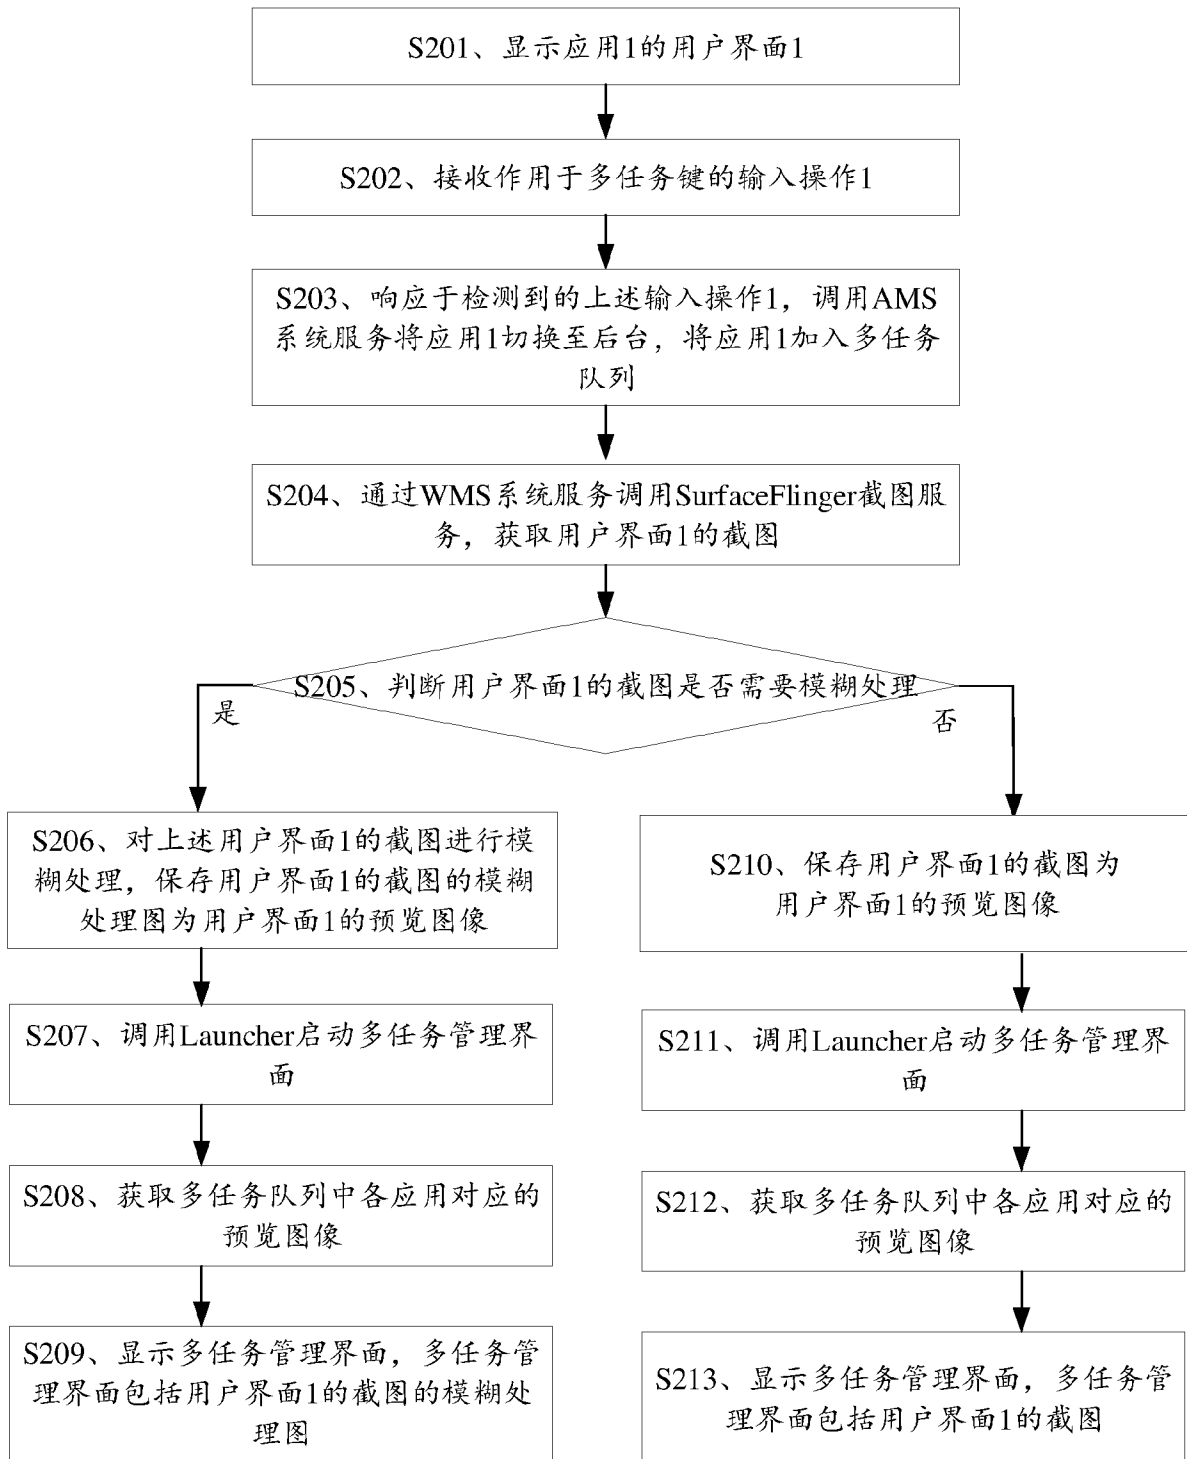 S201、显示应用1的用户界面1
S202、接收作用于多任务键的输入操作1
S203、响应于检测到的上述输入操作1，调用AMS
系统服务将应用1切换至后台，将应用1加入多任务
队列
S204、通过WMS系统服务调用SurfaceFlinger截图服
务，获取用户界面1的截图
S205、判断用户界面1的截图是否需要模糊处理
是
否
S206、对上述用户界面1的截图进行模
糊处理，保存用户界面1的截图的模糊
处理图为用户界面1的预览图像
S207、调用Launcher启动多任务管理界
面
S208、获取多任务队列中各应用对应的
预览图像
S209、显示多任务管理界面，多任务管
理界面包括用户界面1的截图的模糊处
理图
S210、保存用户界面1的截图为
用户界面1的预览图像
S211、调用Launcher启动多任务管理界
面
S212、获取多任务队列中各应用对应的
预览图像
S213、显示多任务管理界面，多任务管
理界面包括用户界面1的截图